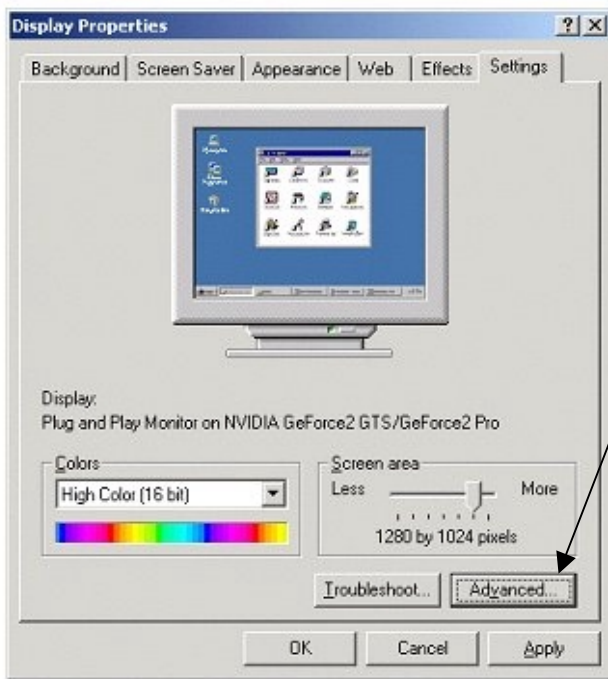 Display Properties
Background Screen Saver Appearance Web Effects Settings
Display:
Plug and Play Monitor on NVIDIA GeForce2 GTS/GeForce2 Pro
Colors
High Color (16 bit)
Screen area
Less More
1280 by 1024 pixels
Troubleshoot... Advanced...
OK Cancel Apply